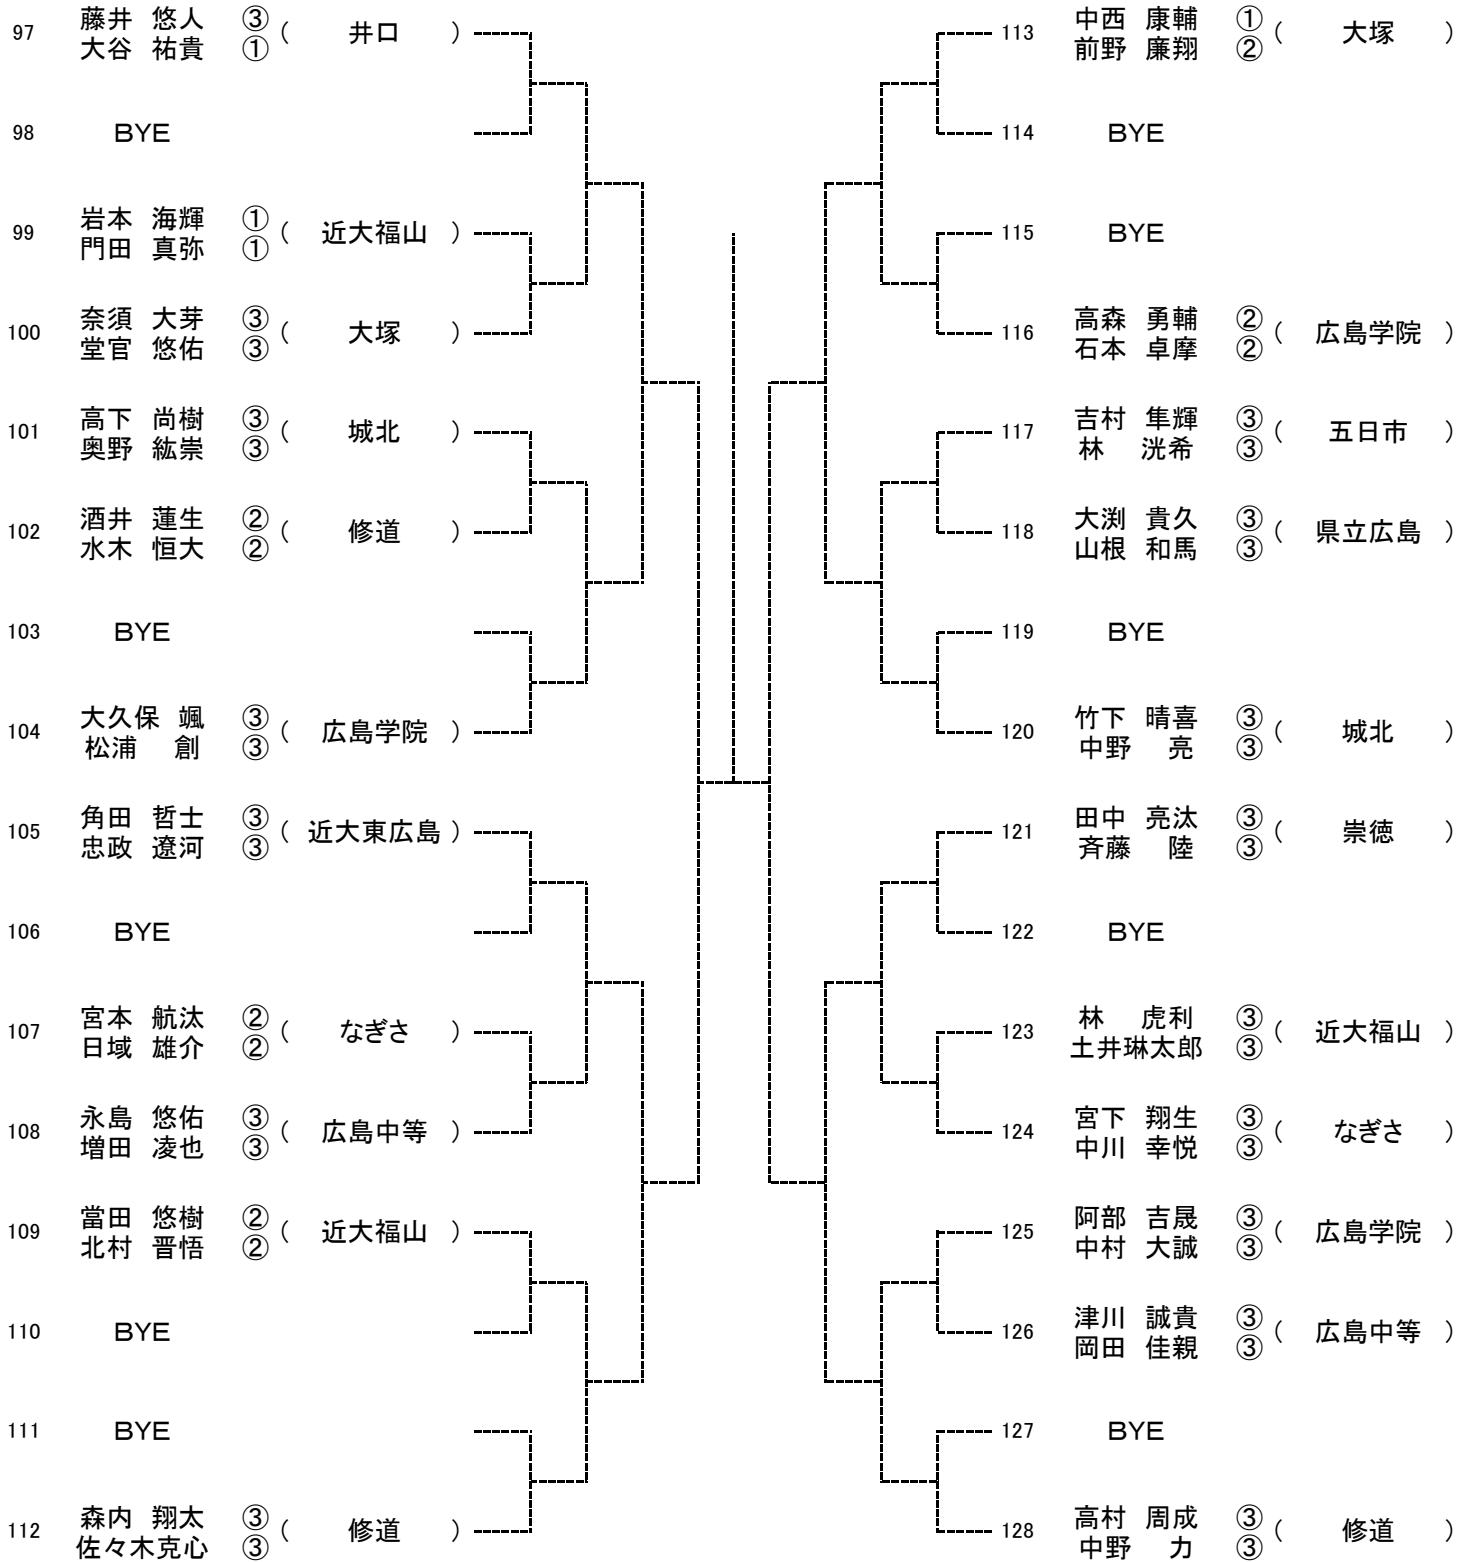 97 藤井 悠人 ③ ( 井口 )
大谷 祐貴 ①
98 BYE
99 岩本 海輝 ① ( 近大福山 )
門田 真弥 ①
100 奈須 大芽 ③ ( 大塚 )
堂官 悠佑 ③
101 高下 尚樹 ③ ( 城北 )
奥野 紘崇 ③
102 酒井 蓮生 ② ( 修道 )
水木 恒大 ②
103 BYE
104 大久保 颯 ③ ( 広島学院 )
松浦 創 ③
105 角田 哲士 ③ ( 近大東広島 )
忠政 遼河 ③
106 BYE
107 宮本 航汰 ② ( なぎさ )
日域 雄介 ②
108 永島 悠佑 ③ ( 広島中等 )
増田 凌也 ③
109 當田 悠樹 ② ( 近大福山 )
北村 晋悟 ②
110 BYE
111 BYE
112 森内 翔太 ③ ( 修道 )
佐々木克心 ③
113 中西 康輔 ① ( 大塚 )
前野 廉翔 ②
114 BYE
115 BYE
116 高森 勇輔 ② ( 広島学院 )
石本 卓摩 ②
117 吉村 隼輝 ③ ( 五日市 )
林 洸希 ③
118 大渕 貴久 ③ ( 県立広島 )
山根 和馬 ③
119 BYE
120 竹下 晴喜 ③ ( 城北 )
中野 亮 ③
121 田中 亮汰 ③ ( 崇徳 )
斉藤 陸 ③
122 BYE
123 林 虎利 ③ ( 近大福山 )
土井琳太郎 ③
124 宮下 翔生 ③ ( なぎさ )
中川 幸悦 ③
125 阿部 吉晟 ③ ( 広島学院 )
中村 大誠 ③
126 津川 誠貴 ③ ( 広島中等 )
岡田 佳親 ③
127 BYE
128 高村 周成 ③ ( 修道 )
中野 力 ③